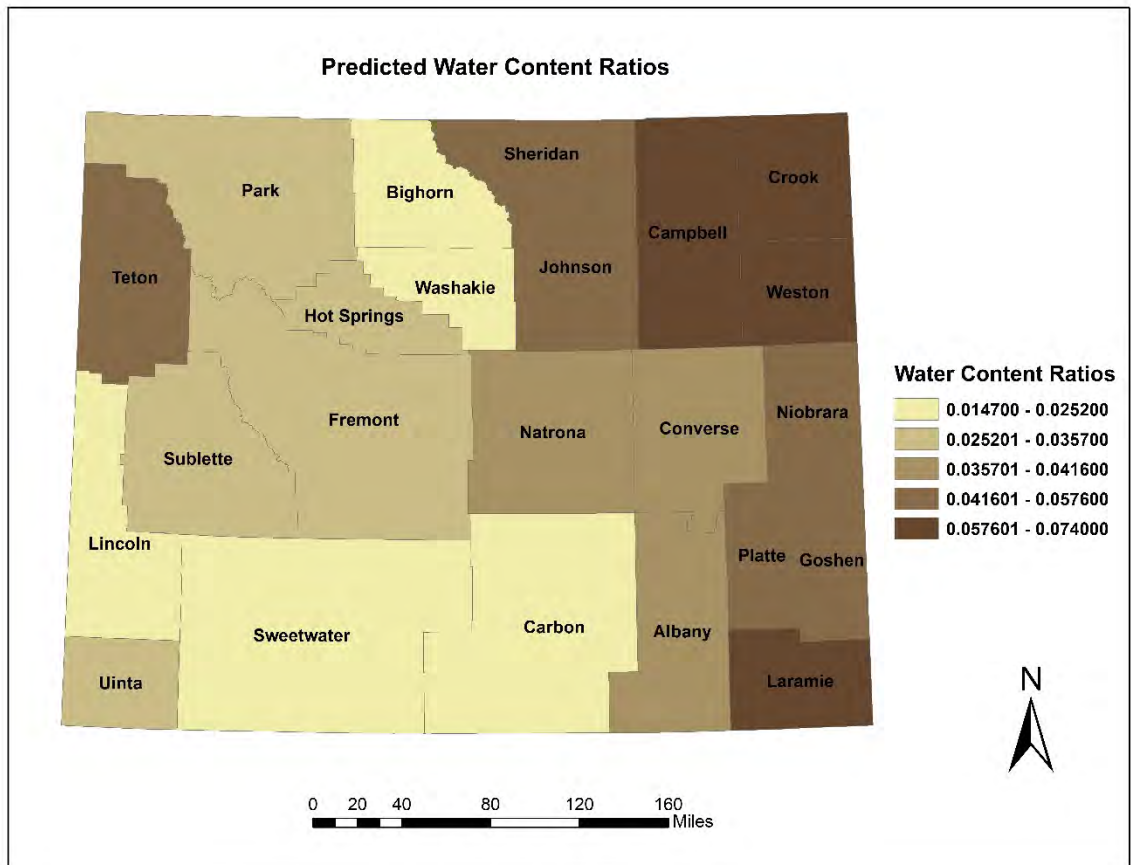 Predicted Water Content Ratios
Sheridan
Crook
Park
Bighorn
Campbell
Teton
Johnson
Washakie
Weston
Hot Springs
Niobrara
Fremont
Natrona
Converse
Sublette
Lincoln
Platte
Goshen
Sweetwater
Carbon
Albany
Uinta
Laramie
Water Content Ratios
0.014700 - 0.025200
0.025201 - 0.035700
0.035701 - 0.041600
0.041601 - 0.057600
0.057601 - 0.074000
N
0 20 40 80 120 160
Miles